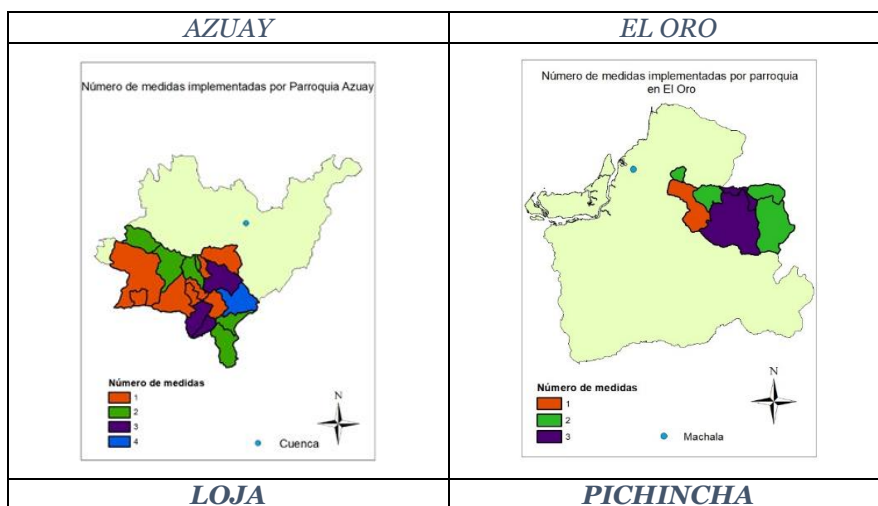 AZUAY
EL ORO
Número de medidas implementadas por Parroquia Azuay
Número de medidas
1
2
3
4
N
Cuenca
Número de medidas implementadas por parroquia
en El Oro
Número de medidas
1
2
3
N
Machala
LOJA
PICHINCHA